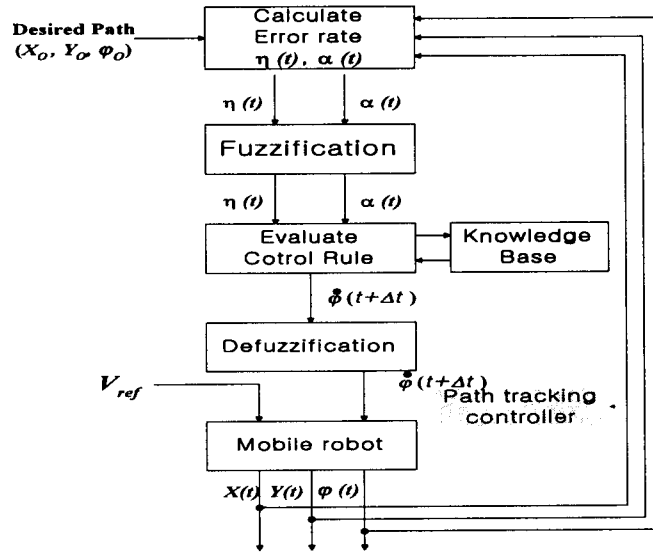 Calculate
Error rate
η(t), α(t)
Desired Path
(X_O, Y_O, φ_O)
η(t) α(t)
Fuzzification
η(t) α(t)
Evaluate
Cotrol Rule
Knowledge
Base
φ̇(t+Δt)
Defuzzification
V_ref
φ̇(t+Δt)
Path tracking
controller
Mobile robot
X(t) Y(t) φ(t)